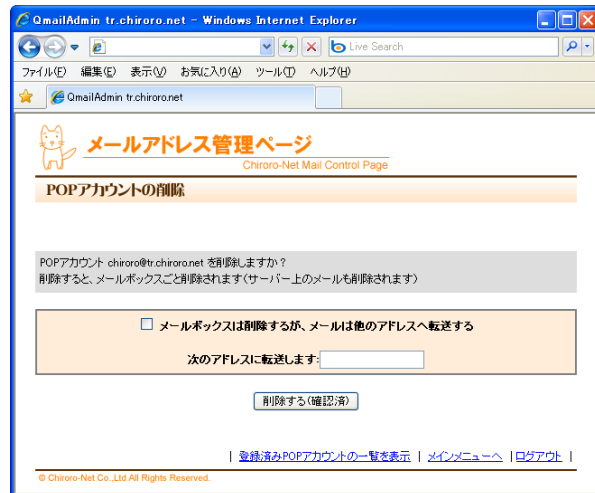 QmailAdmin tr.chiroro.net - Windows Internet Explorer
Live Search
ファイル(F) 編集(E) 表示(V) お気に入り(A) ツール(T) ヘルプ(H)
QmailAdmin tr.chiroro.net
メールアドレス管理ページ
Chiroro-Net Mail Control Page
POPアカウントの削除
POPアカウント chiroro@tr.chiroro.net を削除しますか？
削除すると、メールボックスごと削除されます(サーバー上のメールも削除されます)
メールボックスは削除するが、メールは他のアドレスへ転送する
次のアドレスに転送します:
削除する(確認済)
| 登録済みPOPアカウントの一覧を表示 | メインメニューへ |ログアウト |
© Chiroro-Net Co.,Ltd All Rights Reserved.